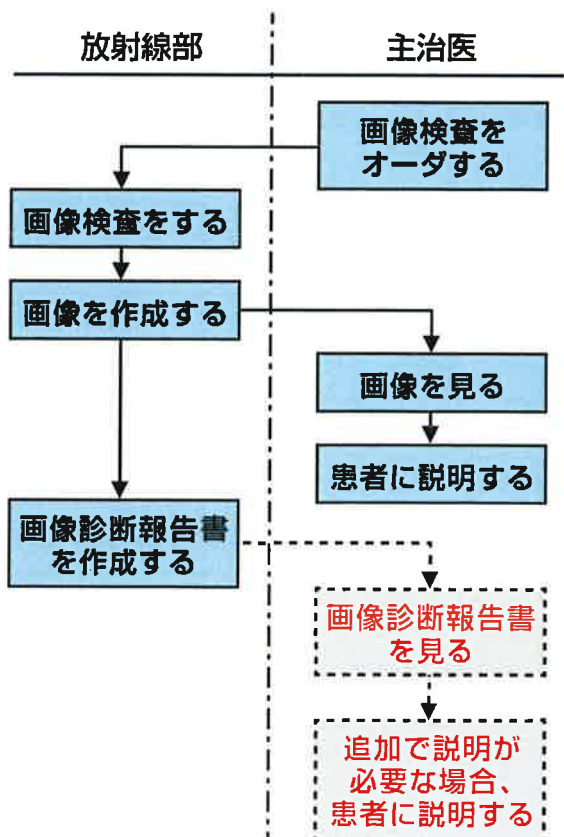 放射線部
主治医
画像検査を
オーダする
画像検査をする
画像を作成する
画像を見る
患者に説明する
画像診断報告書
を作成する
画像診断報告書
を見る
追加で説明が
必要な場合、
患者に説明する